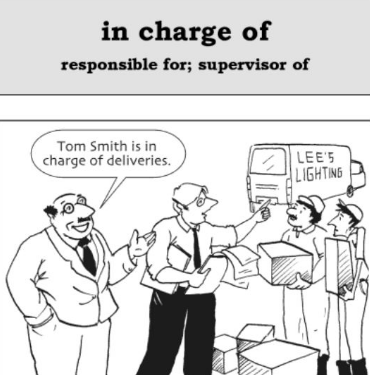 in charge of
responsible for; supervisor of
Tom Smith is in
charge of deliveries.
LEE'S
LIGHTING